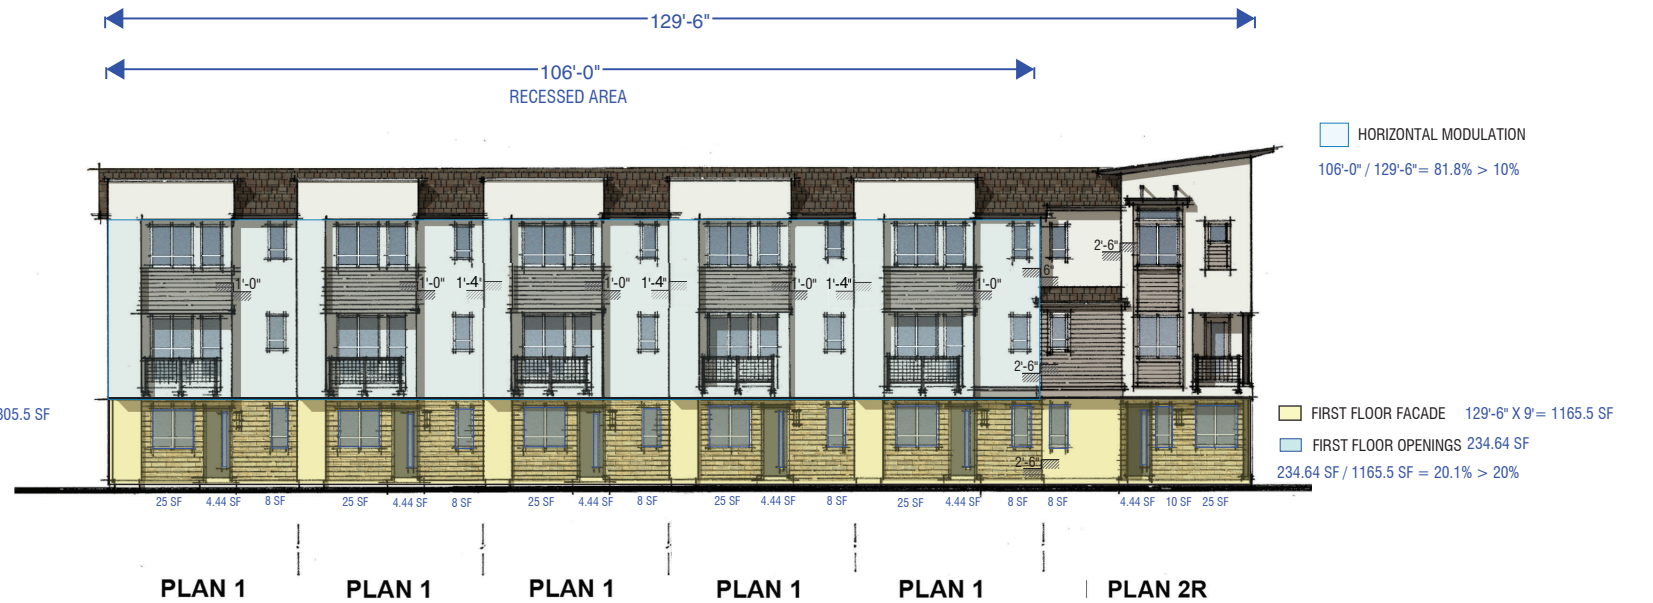 129'-6"
106'-0"
RECESSED AREA
HORIZONTAL MODULATION
106'-0" / 129'-6"= 81.8% > 10%
1'-0"
1'-0"
1'-4"
1'-0"
1'-4"
1'-0"
1'-4"
1'-0"
6"
2'-6"
2'-6"
2'-6"
305.5 SF
FIRST FLOOR FACADE 129'-6" X 9'= 1165.5 SF
FIRST FLOOR OPENINGS 234.64 SF
234.64 SF / 1165.5 SF = 20.1% > 20%
25 SF 4.44 SF 8 SF 25 SF 4.44 SF 8 SF 25 SF 4.44 SF 8 SF 25 SF 4.44 SF 8 SF 25 SF 4.44 SF 8 SF 8 SF 4.44 SF 10 SF 25 SF
PLAN 1 PLAN 1 PLAN 1 PLAN 1 PLAN 1 PLAN 2R